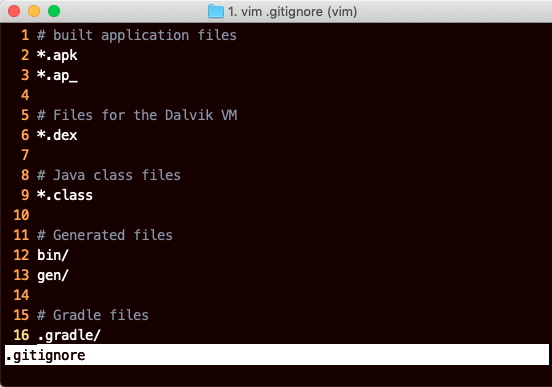 1. vim .gitignore (vim)
1 # built application files
2 *.apk
3 *.ap_
4
5 # Files for the Dalvik VM
6 *.dex
7
8 # Java class files
9 *.class
10
11 # Generated files
12 bin/
13 gen/
14
15 # Gradle files
16 .gradle/
.gitignore